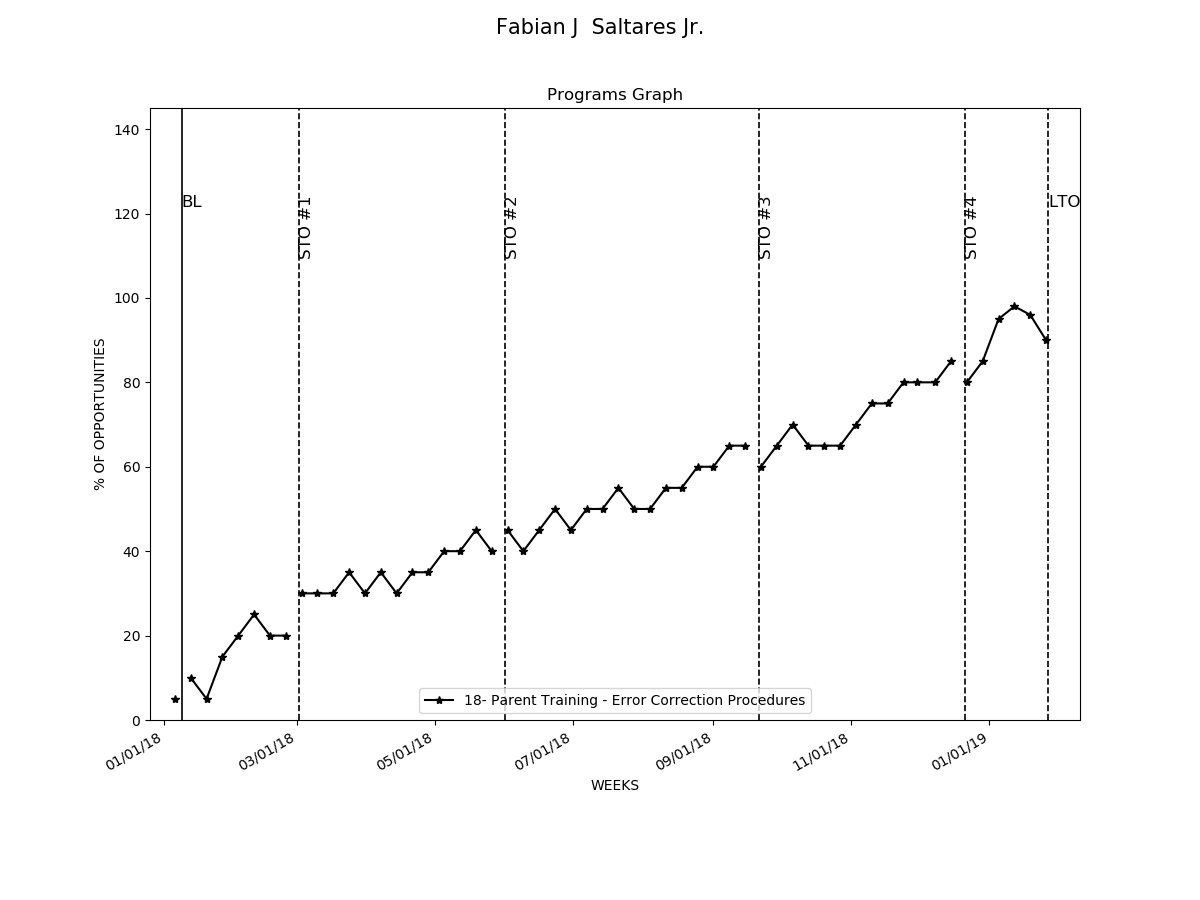 Fabian J  Saltares Jr.
Programs Graph
140
120
100
80
60
40
20
0
% OF OPPORTUNITIES
BL
STO #1
STO #2
STO #3
STO #4
LTO
18- Parent Training - Error Correction Procedures
01/01/18
03/01/18
05/01/18
07/01/18
09/01/18
11/01/18
01/01/19
WEEKS